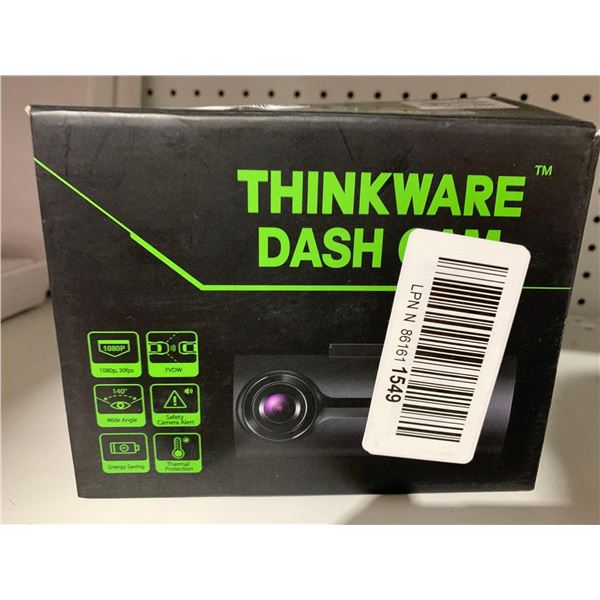 THINKWARE™
DASH CAM
1080P
1080p, 30fps
FVDW
140°
Wide Angle
Safety
Camera Alert
Energy Saving
Thermal
Protection
LPN N 86161 1549